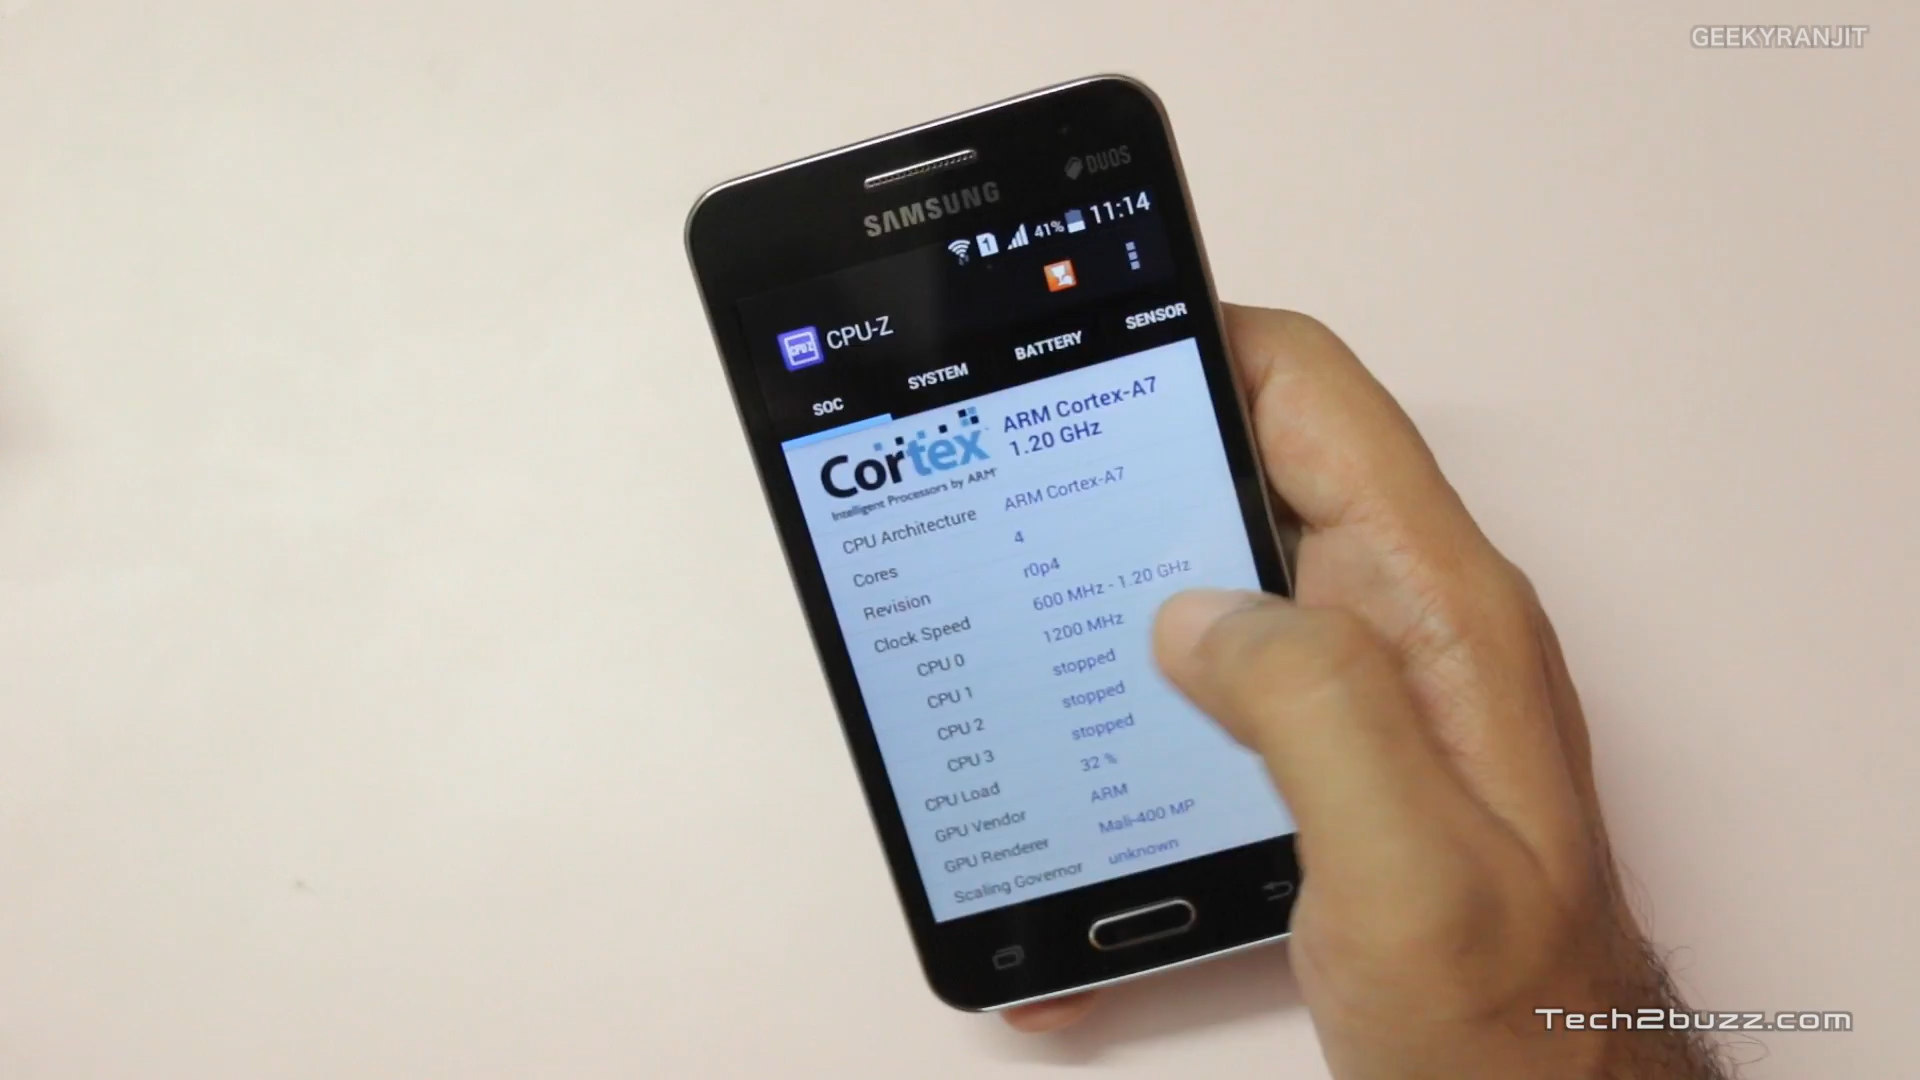 GEEKYRANJIT
DUOS
SAMSUNG
1 41% 11:14
CPU-Z
SOC SYSTEM BATTERY SENSOR
Cortex
Intelligent Processors by ARM
ARM Cortex-A7
1.20 GHz
CPU Architecture ARM Cortex-A7
Cores 4
Revision r0p4
Clock Speed 600 MHz - 1.20 GHz
CPU 0 1200 MHz
CPU 1 stopped
CPU 2 stopped
CPU 3 stopped
CPU Load 32 %
GPU Vendor ARM
GPU Renderer Mali-400 MP
Scaling Governor unknown
Tech2buzz.com